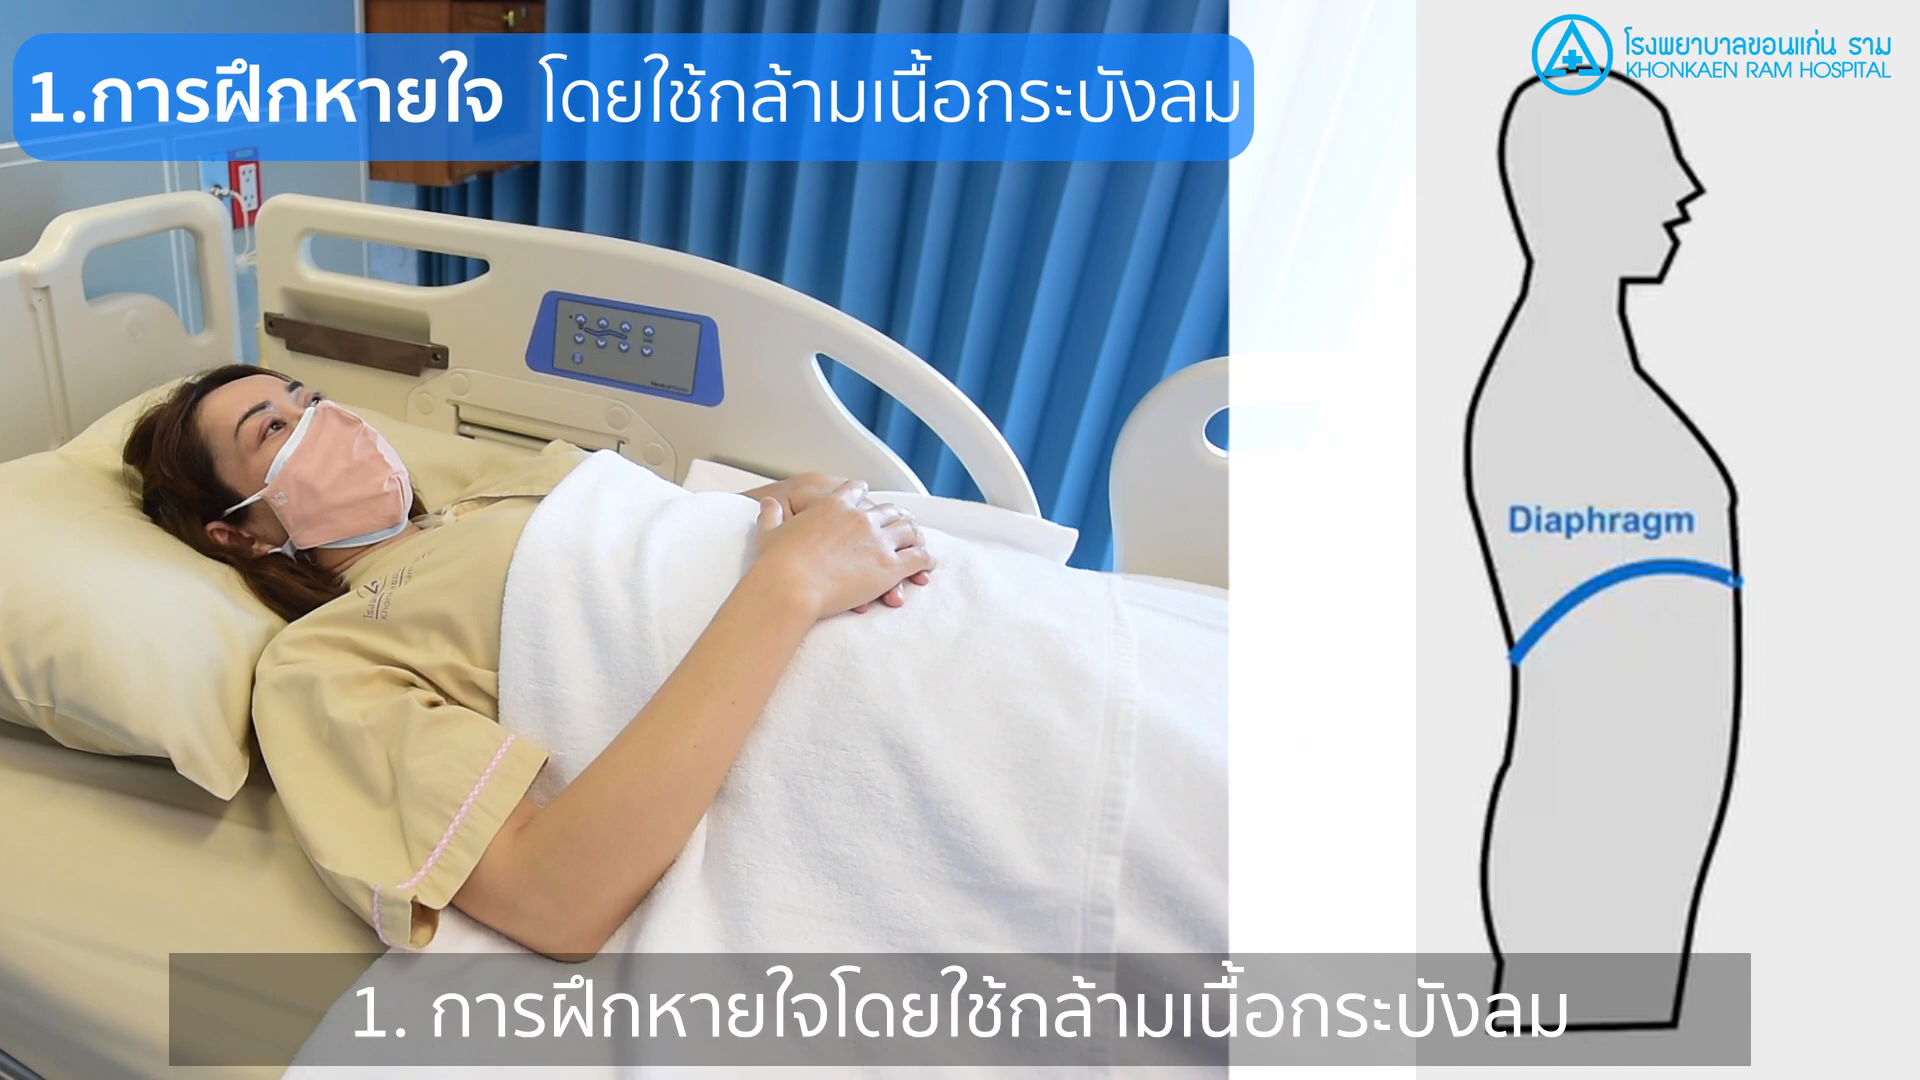 1.การฝึกหายใจ โดยใช้กล้ามเนื้อกระบังลม
โรงพยาบาลขอนแก่น ราม
KHONKAEN RAM HOSPITAL
Diaphragm
1. การฝึกหายใจโดยใช้กล้ามเนื้อกระบังลม